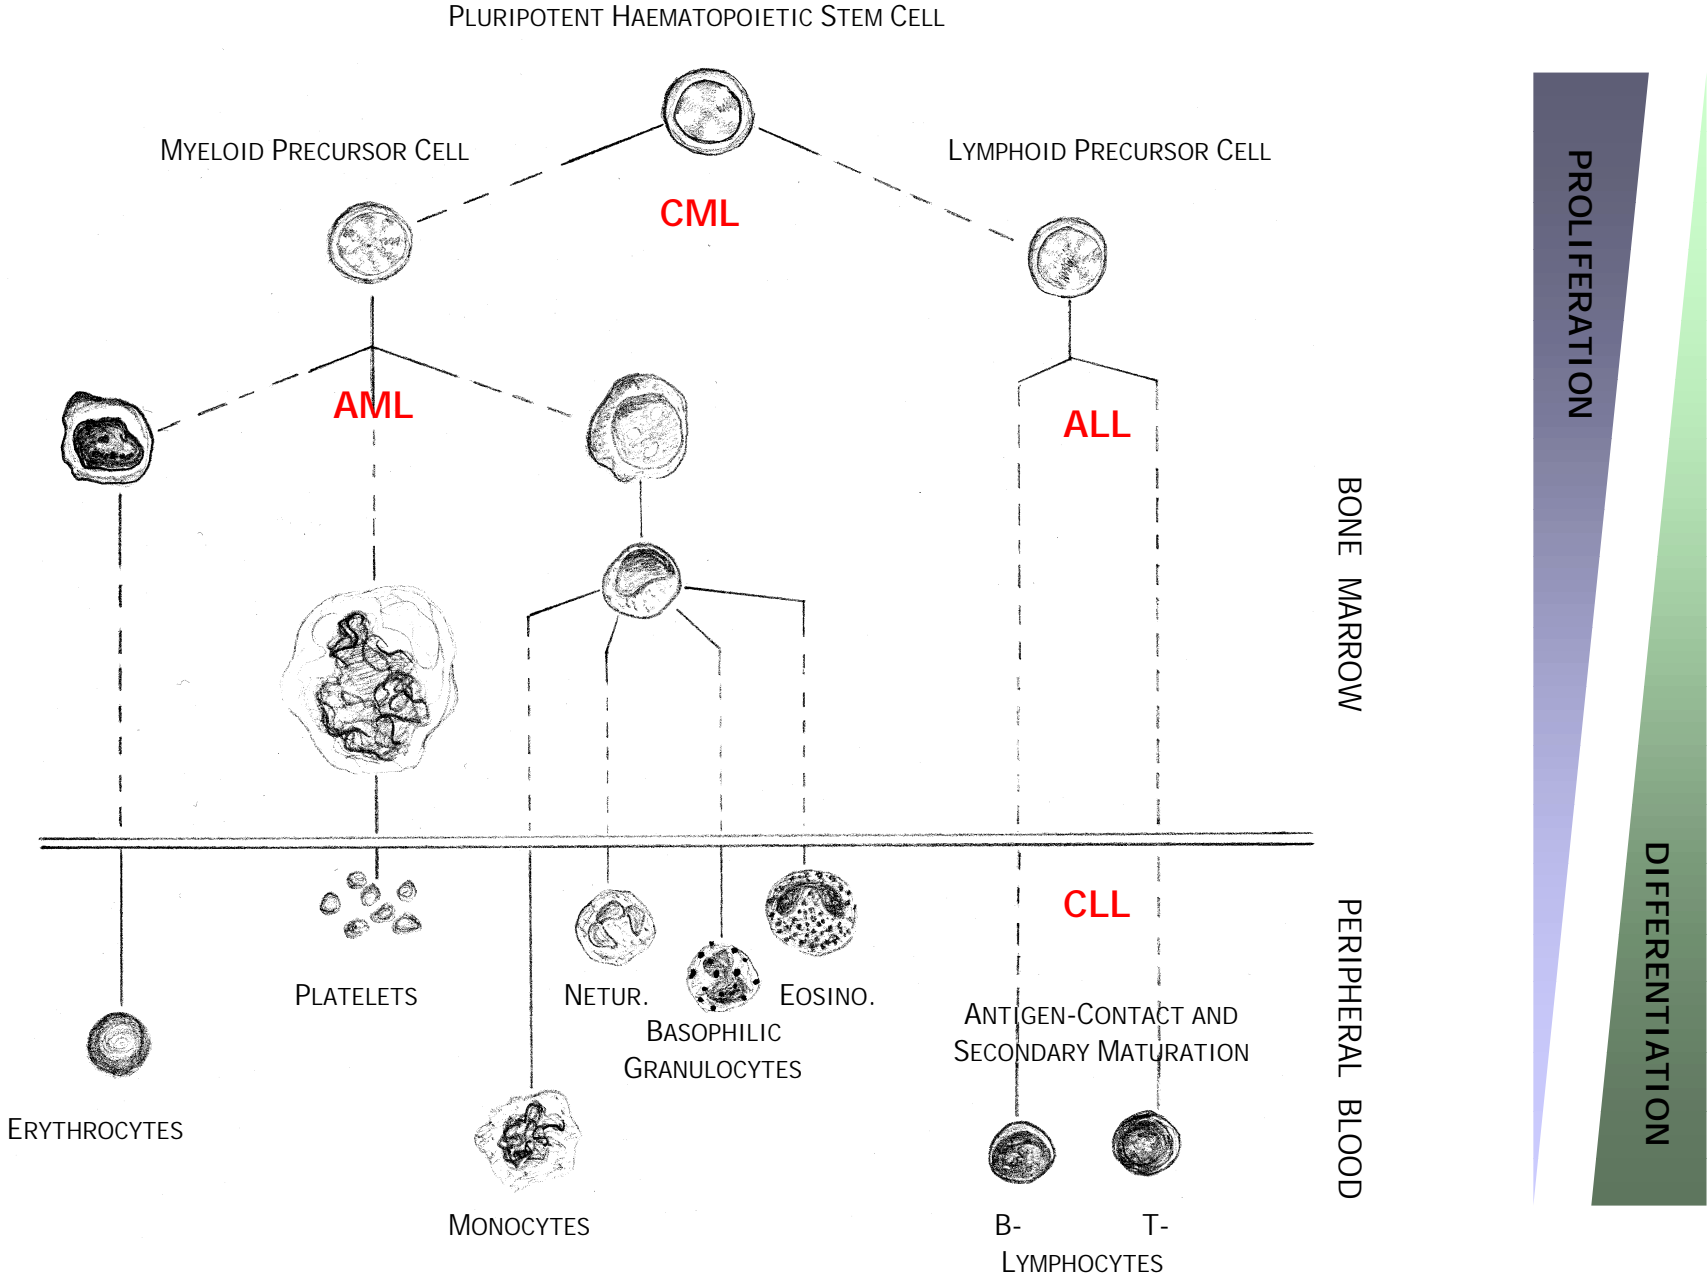 PLURIPOTENT HAEMATOPOIETIC STEM CELL
MYELOID PRECURSOR CELL
LYMPHOID PRECURSOR CELL
CML
AML
ALL
BONE MARROW
PROLIFERATION
CLL
PLATELETS
NETUR.
EOSINO.
BASOPHILIC
GRANULOCYTES
ANTIGEN-CONTACT AND
SECONDARY MATURATION
ERYTHROCYTES
MONOCYTES
B-
T-
LYMPHOCYTES
PERIPHERAL BLOOD
DIFFERENTIATION